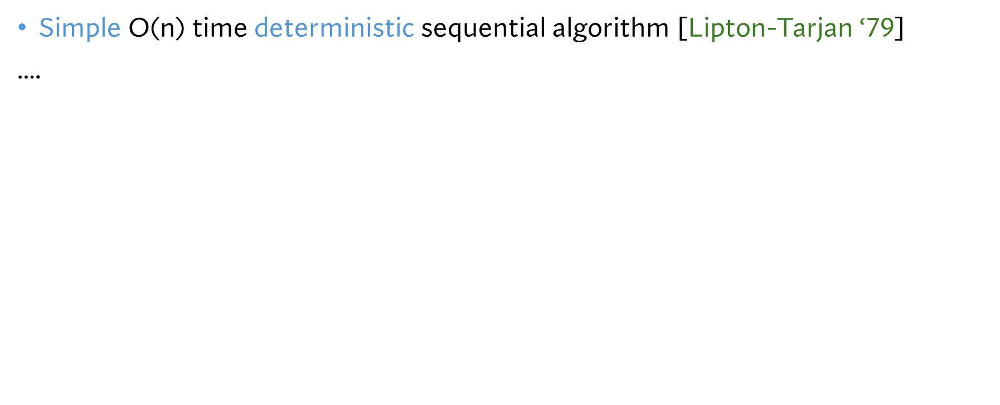 • Simple O(n) time deterministic sequential algorithm [Lipton-Tarjan ‘79]
....